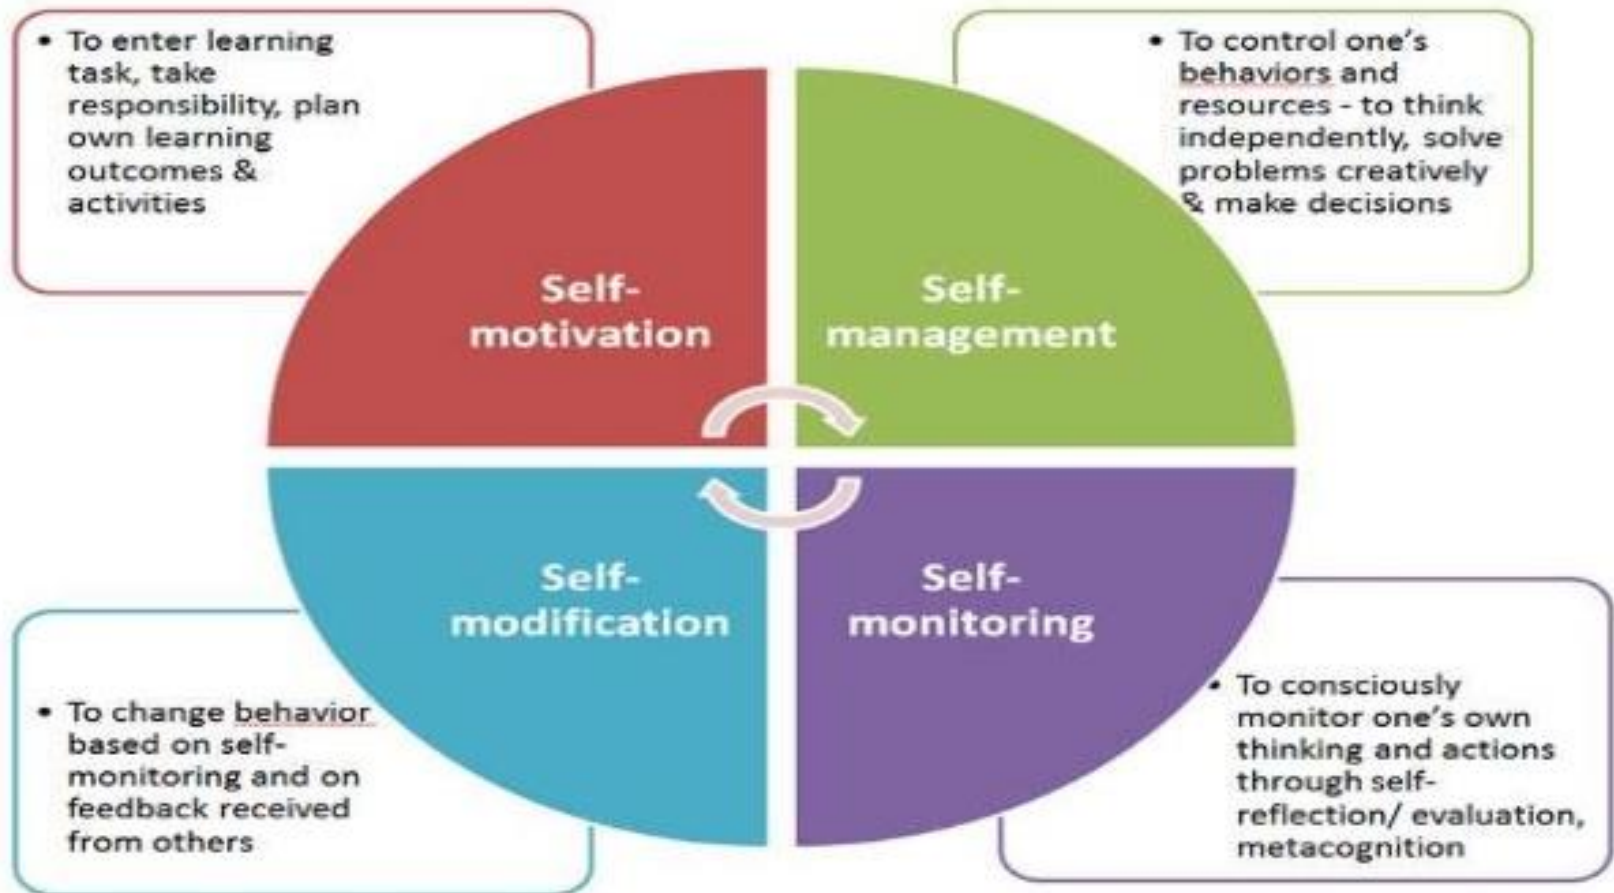 • To enter learning
task, take
responsibility, plan
own learning
outcomes &
activities
• To control one's
behaviors and
resources - to think
independently, solve
problems creatively
& make decisions
Self-
motivation
Self-
management
Self-
modification
Self-
monitoring
• To change behavior
based on self-
monitoring and on
feedback received
from others
• To consciously
monitor one's own
thinking and actions
through self-
reflection/ evaluation,
metacognition